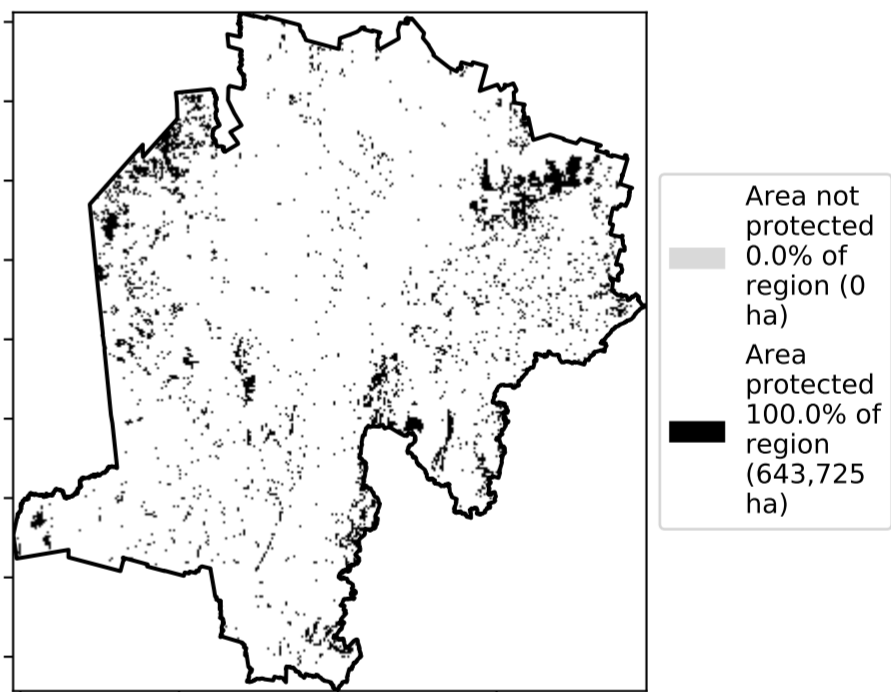 Area not
protected
0.0% of
region (0
ha)
Area
protected
100.0% of
region
(643,725
ha)